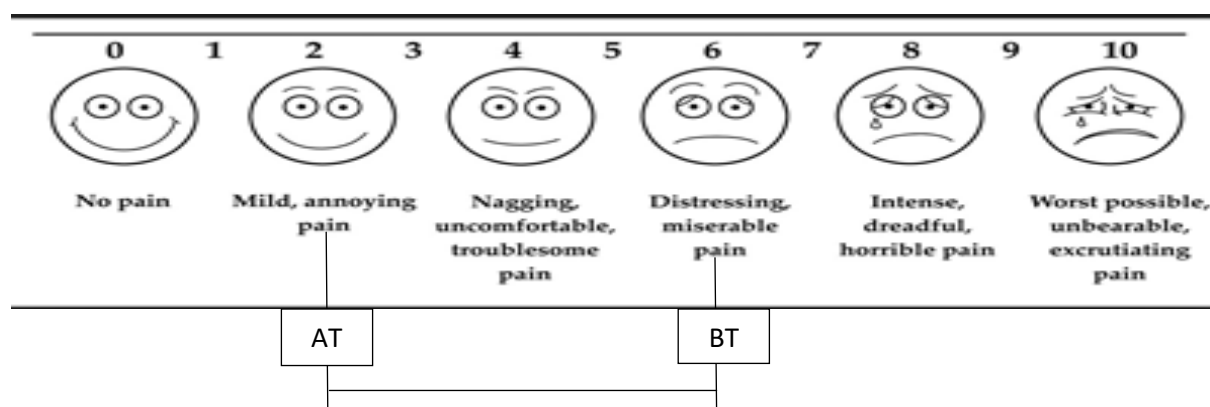 0 1 2 3 4 5 6 7 8 9 10
No pain
Mild, annoying
pain
Nagging,
uncomfortable,
troublesome
pain
Distressing,
miserable
pain
Intense,
dreadful,
horrible pain
Worst possible,
unbearable,
excrutiating
pain
AT
BT